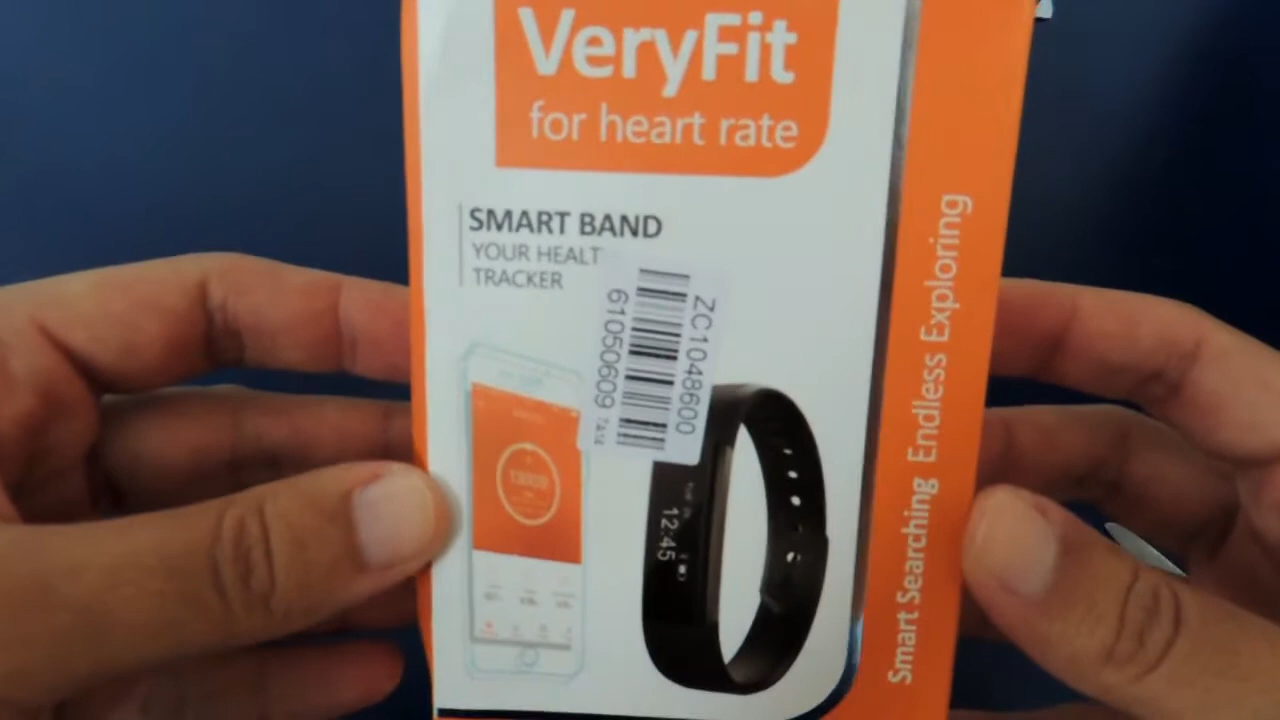 VeryFit
for heart rate
SMART BAND
YOUR HEALT
TRACKER
ZC1048600
61050609
12:45
Smart Searching Endless Exploring